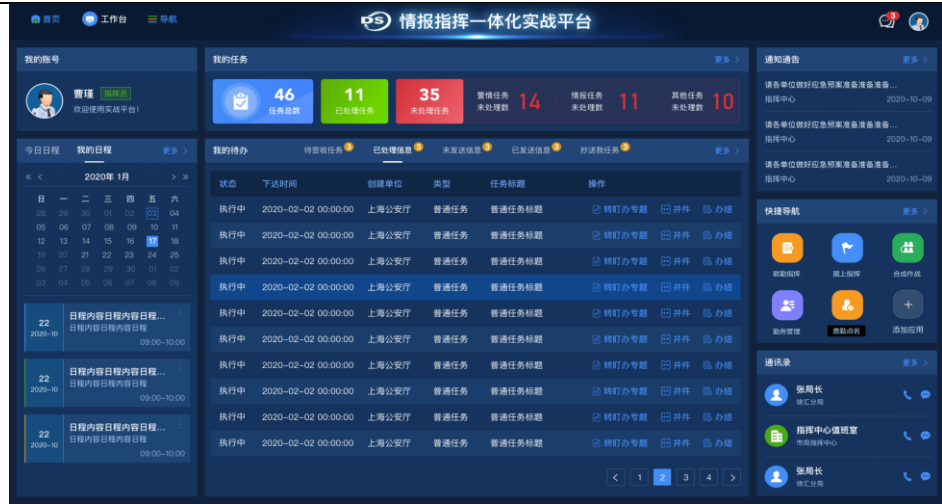 首页 工作台 导航
PS 情报指挥一体化实战平台
3
我的账号
曹瑾 指挥员
欢迎使用实战平台!
我的任务 更多 >
46 任务总数
11 已处理任务
35 未处理任务
警情任务未处理数 14
情报任务未处理数 11
其他任务未处理数 10
通知通告 更多 >
请各单位做好应急预案准备准备准备...
指挥中心 2020-10-09
请各单位做好应急预案准备准备准备...
指挥中心 2020-10-09
请各单位做好应急预案准备准备准备...
指挥中心 2020-10-09
今日日程 我的日程 更多 >
« < 2020年 1月 > »
日 一 二 三 四 五 六
28 29 30 01 02 03 04
05 06 07 08 09 10 11
12 13 14 15 16 17 18
19 20 21 22 23 24 25
26 27 28 29 30 01 02
03 04 05 06 07 08 09
22
2020-10
日程内容日程内容日程...
日程内容日程内容日程
09:00-10:00
22
2020-10
日程内容日程内容日程...
日程内容日程内容日程
09:00-10:00
22
2020-10
日程内容日程内容日程...
日程内容日程内容日程
09:00-10:00
我的待办 待签收任务 3 已处理信息 3 未发送信息 3 已发送信息 3 抄送我任务 3 更多 >
状态 下达时间 创建单位 类型 任务标题 操作
执行中 2020-02-02 00:00:00 上海公安厅 普通任务 普通任务标题 转盯办专题 并件 办结
执行中 2020-02-02 00:00:00 上海公安厅 普通任务 普通任务标题 转盯办专题 并件 办结
执行中 2020-02-02 00:00:00 上海公安厅 普通任务 普通任务标题 转盯办专题 并件 办结
执行中 2020-02-02 00:00:00 上海公安厅 普通任务 普通任务标题 转盯办专题 并件 办结
执行中 2020-02-02 00:00:00 上海公安厅 普通任务 普通任务标题 转盯办专题 并件 办结
执行中 2020-02-02 00:00:00 上海公安厅 普通任务 普通任务标题 转盯办专题 并件 办结
执行中 2020-02-02 00:00:00 上海公安厅 普通任务 普通任务标题 转盯办专题 并件 办结
执行中 2020-02-02 00:00:00 上海公安厅 普通任务 普通任务标题 转盯办专题 并件 办结
执行中 2020-02-02 00:00:00 上海公安厅 普通任务 普通任务标题 转盯办专题 并件 办结
执行中 2020-02-02 00:00:00 上海公安厅 普通任务 普通任务标题 转盯办专题 并件 办结
< 1 2 3 4 >
快捷导航 更多 >
联勤指挥 图上指挥 合成作战
勤务管理 查勤点名 添加应用
通讯录 更多 >
张局长
徐汇分局
指挥中心值班室
市局指挥中心
张局长
徐汇分局